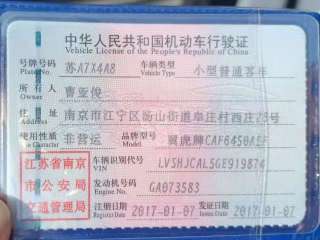 中华人民共和国机动车行驶证
Vehicle License of the People's Republic of China
号牌号码 苏A7X4A8 车辆类型 小型普通客车
Plate No. Vehicle Type
所有人 曹亚俊
Owner
住址 南京市江宁区汤山街道阜庄村西庄73号
Address
使用性质 非营运 品牌型号 翼虎牌CAF6450A5F
Use Character Model
江苏省南京
市公安局
交通管理局
车辆识别代号 LVSHJCAL5GE919874
VIN
发动机号码 GA073583
Engine No.
注册日期 2017-01-07 发证日期 2017-01-07
Register Date Issue Date